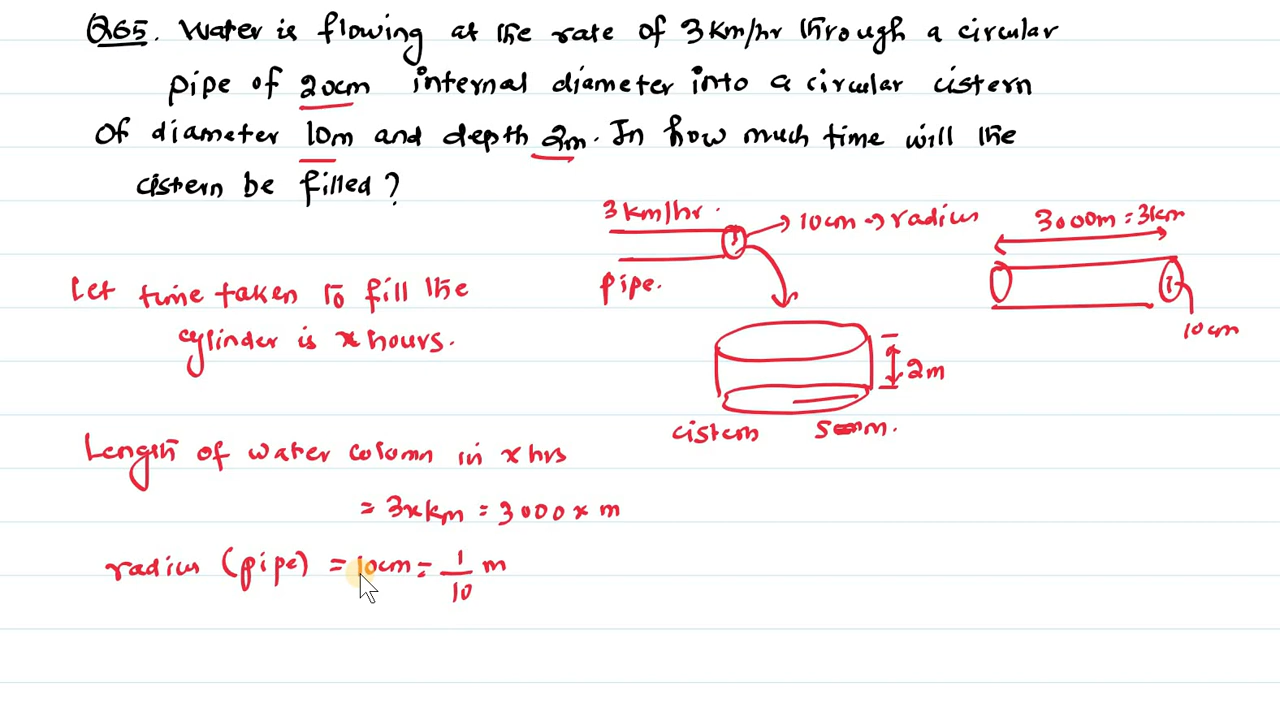 Q65. Water is flowing at the rate of 3km/hr through a circular
pipe of 20cm internal diameter into a circular cistern
of diameter 10m and depth 2m. In how much time will the
cistern be filled?
3km/hr.
10cm → radius
3000m = 3km
pipe.
10cm
Let time taken to fill the
cylinder is x hours.
2m
cistern
5m.
Length of water column in x hrs
= 3x km = 3000 x m
radius (pipe) = 10cm = 1/10 m